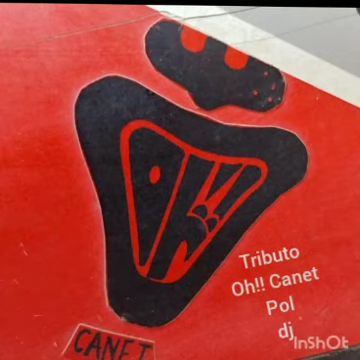 OH!
Tributo
Oh!! Canet
Pol
dj
InShOt
CANET